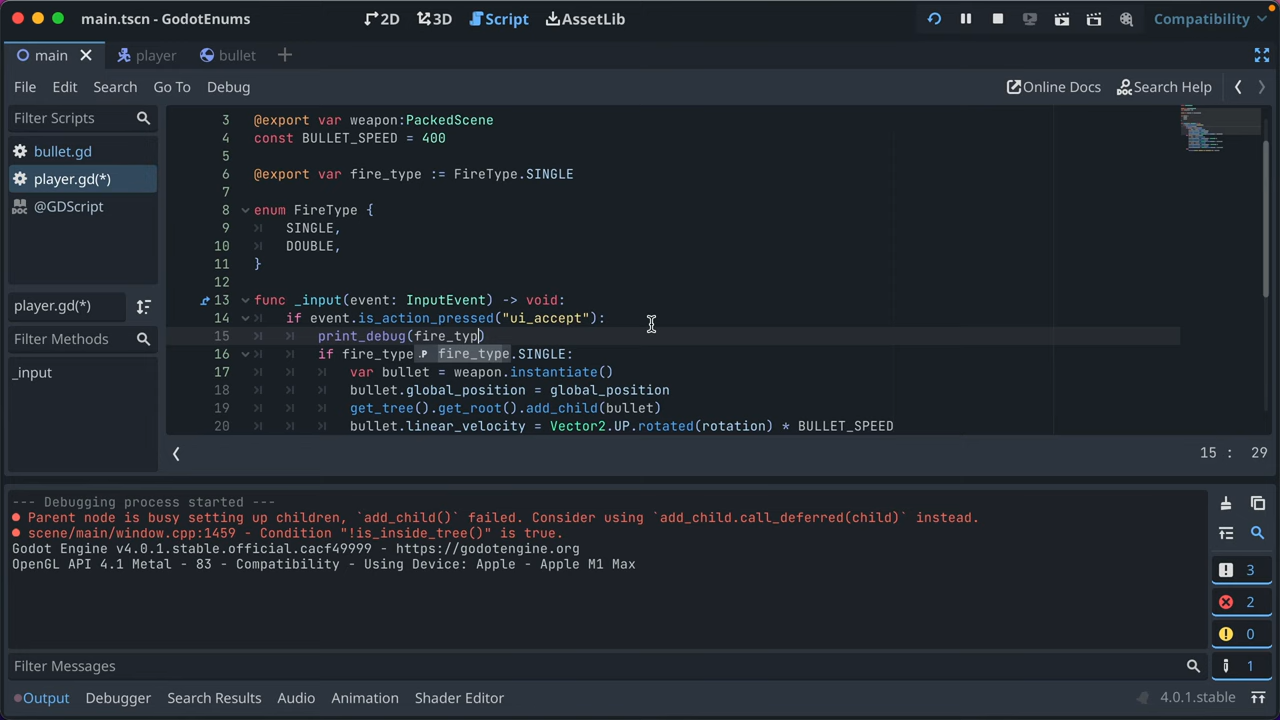 main.tscn - GodotEnums
2D
3D
Script
AssetLib
Compatibility
main
player
bullet
File Edit Search Go To Debug
Online Docs
Search Help
Filter Scripts
bullet.gd
player.gd(*)
@GDScript
player.gd(*)
Filter Methods
_input
3 @export var weapon:PackedScene
4 const BULLET_SPEED = 400
5
6 @export var fire_type := FireType.SINGLE
7
8 enum FireType {
9 SINGLE,
10 DOUBLE,
11 }
12
13 func _input(event: InputEvent) -> void:
14 if event.is_action_pressed("ui_accept"):
15 print_debug(fire_typ)
16 if fire_type fire_type.SINGLE:
17 var bullet = weapon.instantiate()
18 bullet.global_position = global_position
19 get_tree().get_root().add_child(bullet)
20 bullet.linear_velocity = Vector2.UP.rotated(rotation) * BULLET_SPEED
15 : 29
--- Debugging process started ---
Parent node is busy setting up children, `add_child()` failed. Consider using `add_child.call_deferred(child)` instead.
scene/main/window.cpp:1459 - Condition "!is_inside_tree()" is true.
Godot Engine v4.0.1.stable.official.cacf49999 - https://godotengine.org
OpenGL API 4.1 Metal - 83 - Compatibility - Using Device: Apple - Apple M1 Max
3
2
0
1
Filter Messages
Output Debugger Search Results Audio Animation Shader Editor
4.0.1.stable